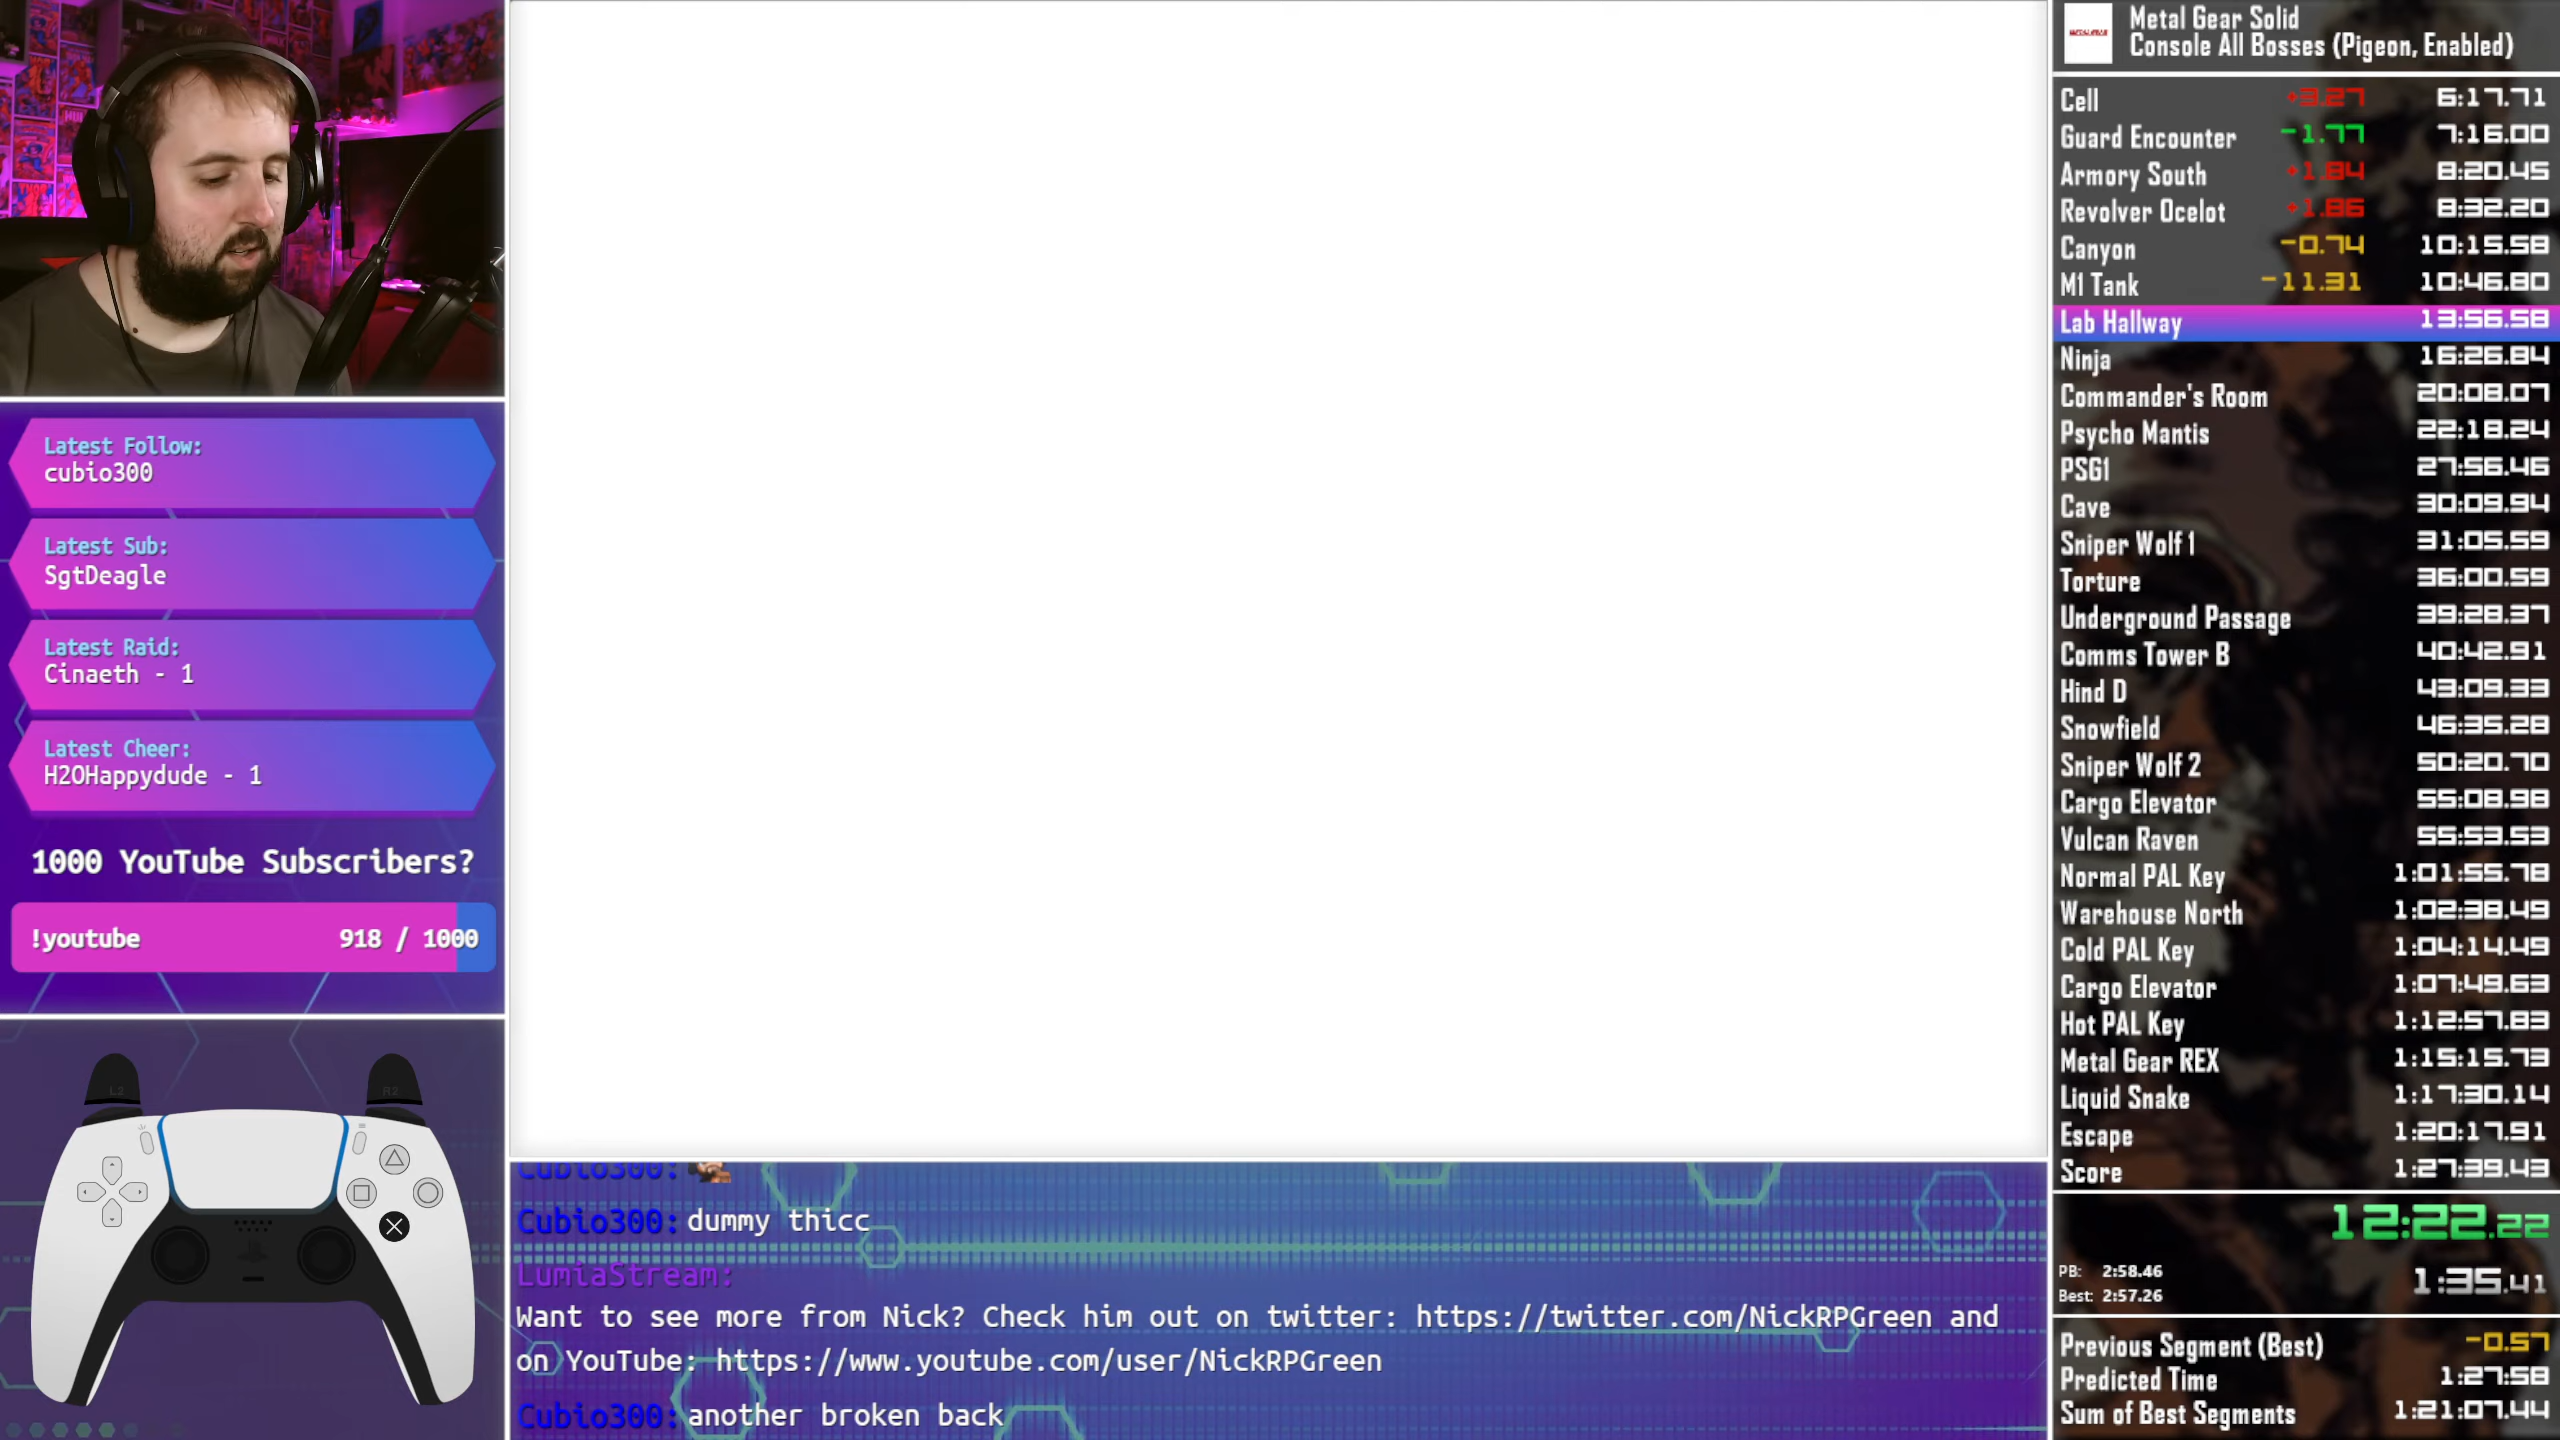 Latest Follow:
cubio300
Latest Sub:
SgtDeagle
Latest Raid:
Cinaeth - 1
Latest Cheer:
H2OHappydude - 1
1000 YouTube Subscribers?
!youtube 918 / 1000
L2 R2
Cubio300:
Cubio300: dummy thicc
LumiaStream:
Want to see more from Nick? Check him out on twitter: https://twitter.com/NickRPGreen and
on YouTube: https://www.youtube.com/user/NickRPGreen
Cubio300: another broken back
Metal Gear Solid
Console All Bosses (Pigeon, Enabled)
Cell +3.27 6:17.71
Guard Encounter -1.77 7:16.00
Armory South +1.84 8:20.45
Revolver Ocelot +1.86 8:32.20
Canyon -0.74 10:15.58
M1 Tank -11.31 10:46.80
Lab Hallway 13:56.58
Ninja 16:26.84
Commander's Room 20:08.07
Psycho Mantis 22:18.24
PSG1 27:56.46
Cave 30:09.94
Sniper Wolf 1 31:05.59
Torture 36:00.59
Underground Passage 39:28.37
Comms Tower B 40:42.91
Hind D 43:09.33
Snowfield 46:35.28
Sniper Wolf 2 50:20.70
Cargo Elevator 55:08.98
Vulcan Raven 55:53.53
Normal PAL Key 1:01:55.78
Warehouse North 1:02:38.49
Cold PAL Key 1:04:14.49
Cargo Elevator 1:07:49.63
Hot PAL Key 1:12:57.83
Metal Gear REX 1:15:15.73
Liquid Snake 1:17:30.14
Escape 1:20:17.91
Score 1:27:39.43
12:22.22
PB: 2:58.46
Best: 2:57.26
1:35.41
Previous Segment (Best) -0.57
Predicted Time 1:27:58
Sum of Best Segments 1:21:07.44